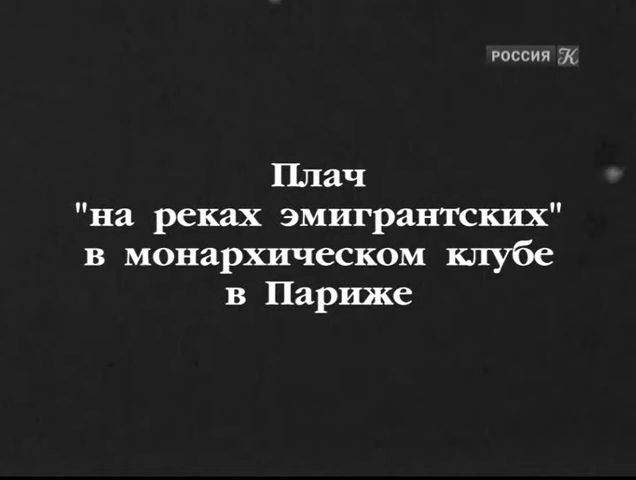 РОССИЯ К
Плач
"на реках эмигрантских"
в монархическом клубе
в Париже